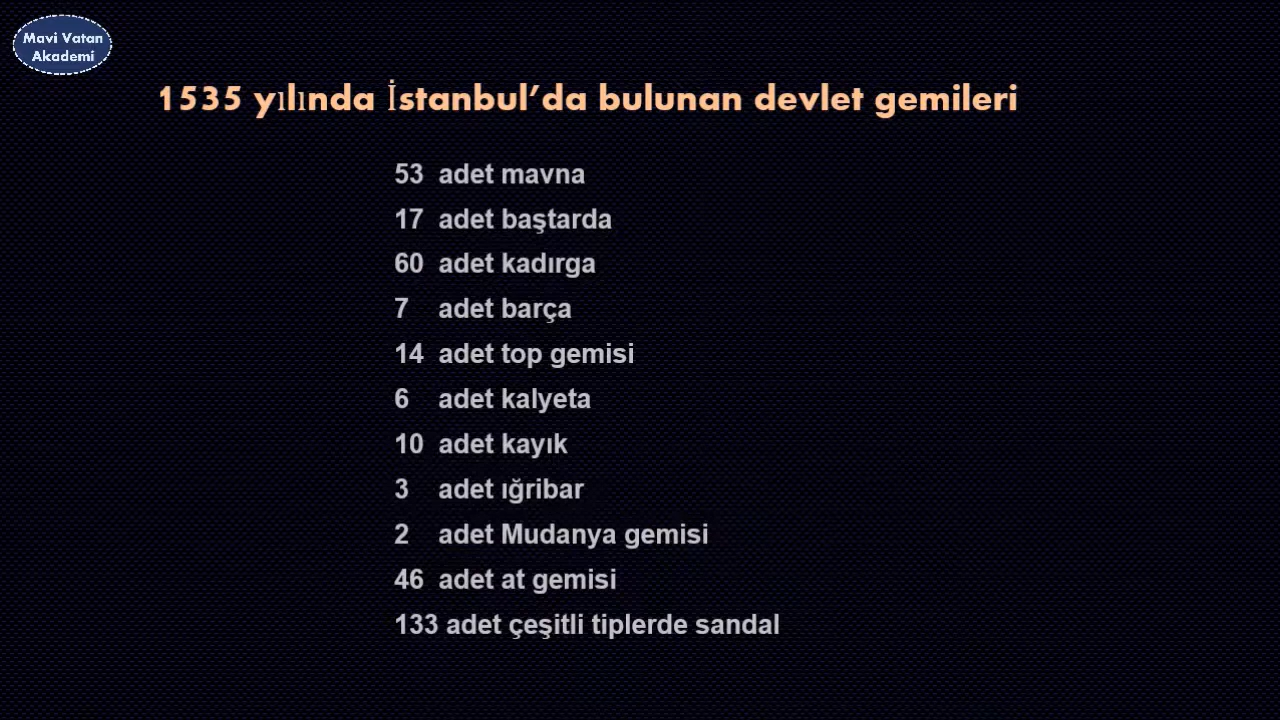 Mavi Vatan
Akademi
1535 yılında İstanbul’da bulunan devlet gemileri
53 adet mavna
17 adet baştarda
60 adet kadırga
7 adet barça
14 adet top gemisi
6 adet kalyeta
10 adet kayık
3 adet ığribar
2 adet Mudanya gemisi
46 adet at gemisi
133 adet çeşitli tiplerde sandal